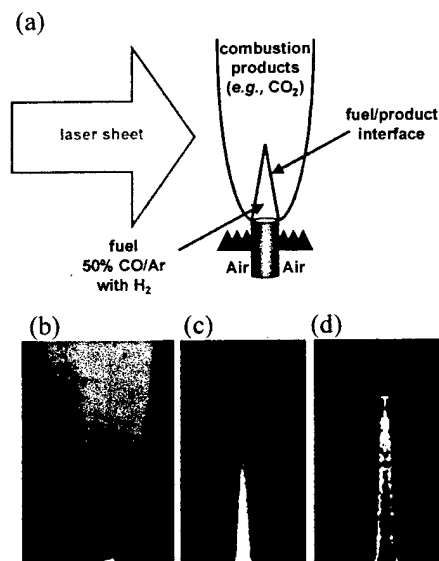 (a)
combustion
products
(e.g., CO₂)
laser sheet
fuel/product
interface
fuel
50% CO/Ar
with H₂
Air
Air
(b)
(c)
(d)